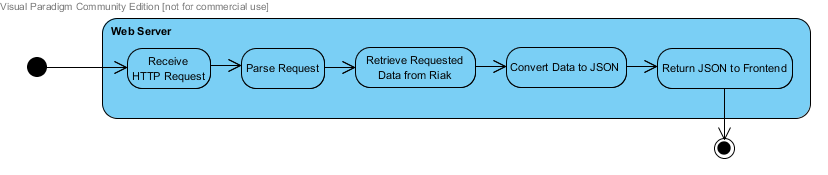 Visual Paradigm Community Edition [not for commercial use]
Web Server
Receive
HTTP Request
Parse Request
Retrieve Requested
Data from Riak
Convert Data to JSON
Return JSON to Frontend